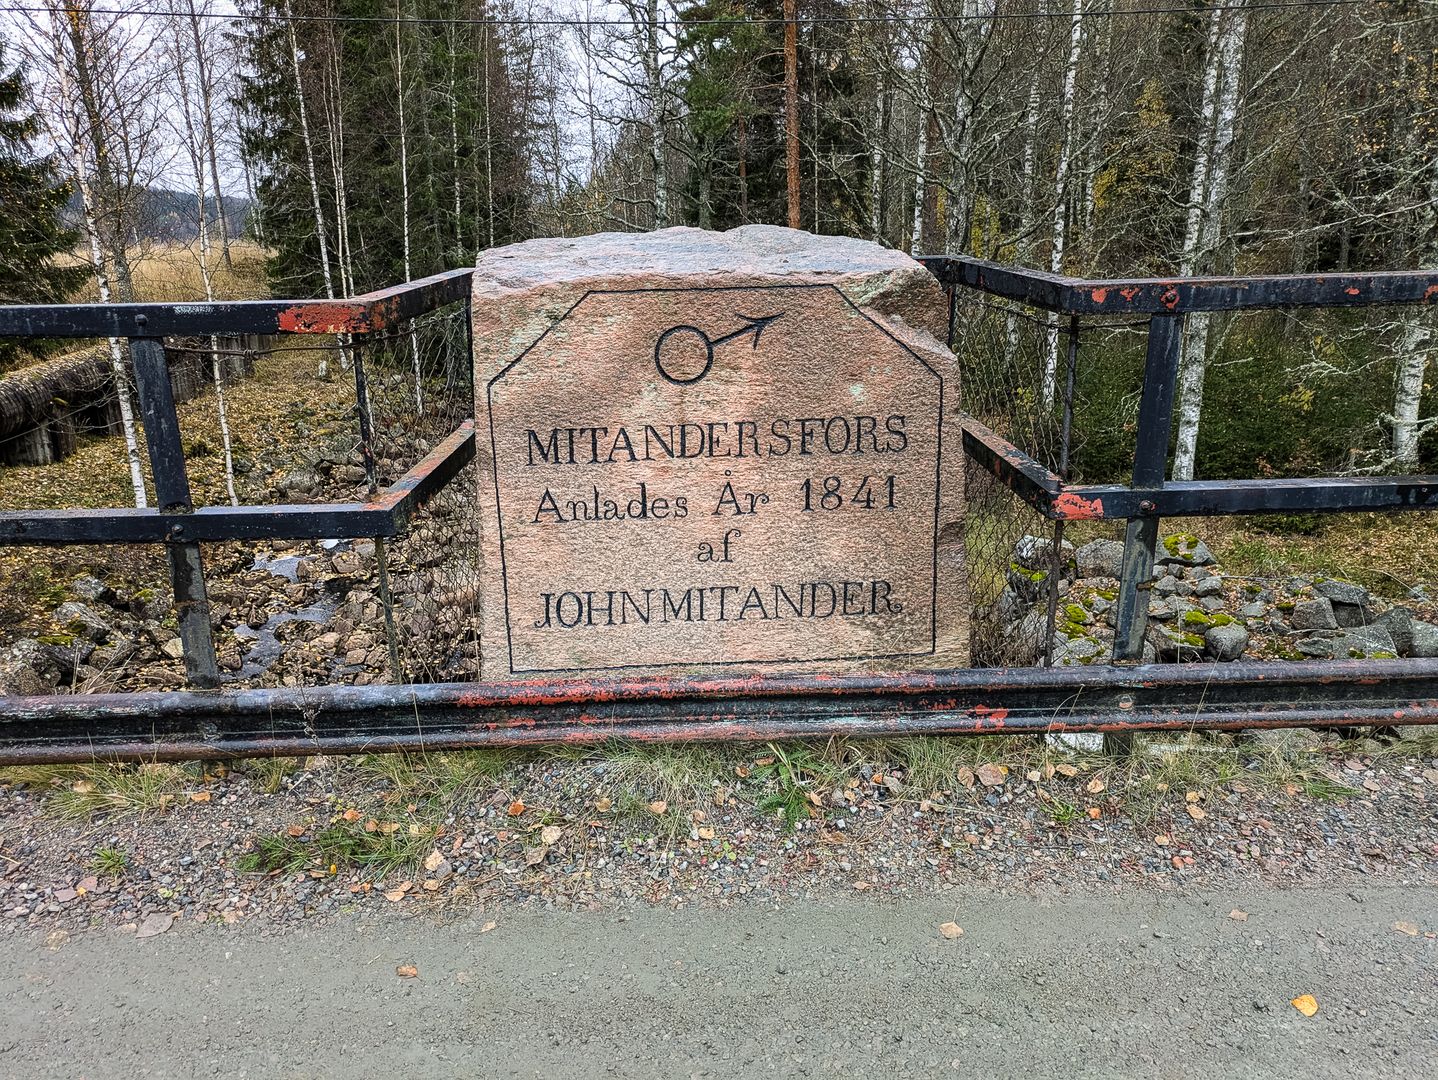 MITANDERSFORS
Anlades År 1841
af
JOHN MITANDER